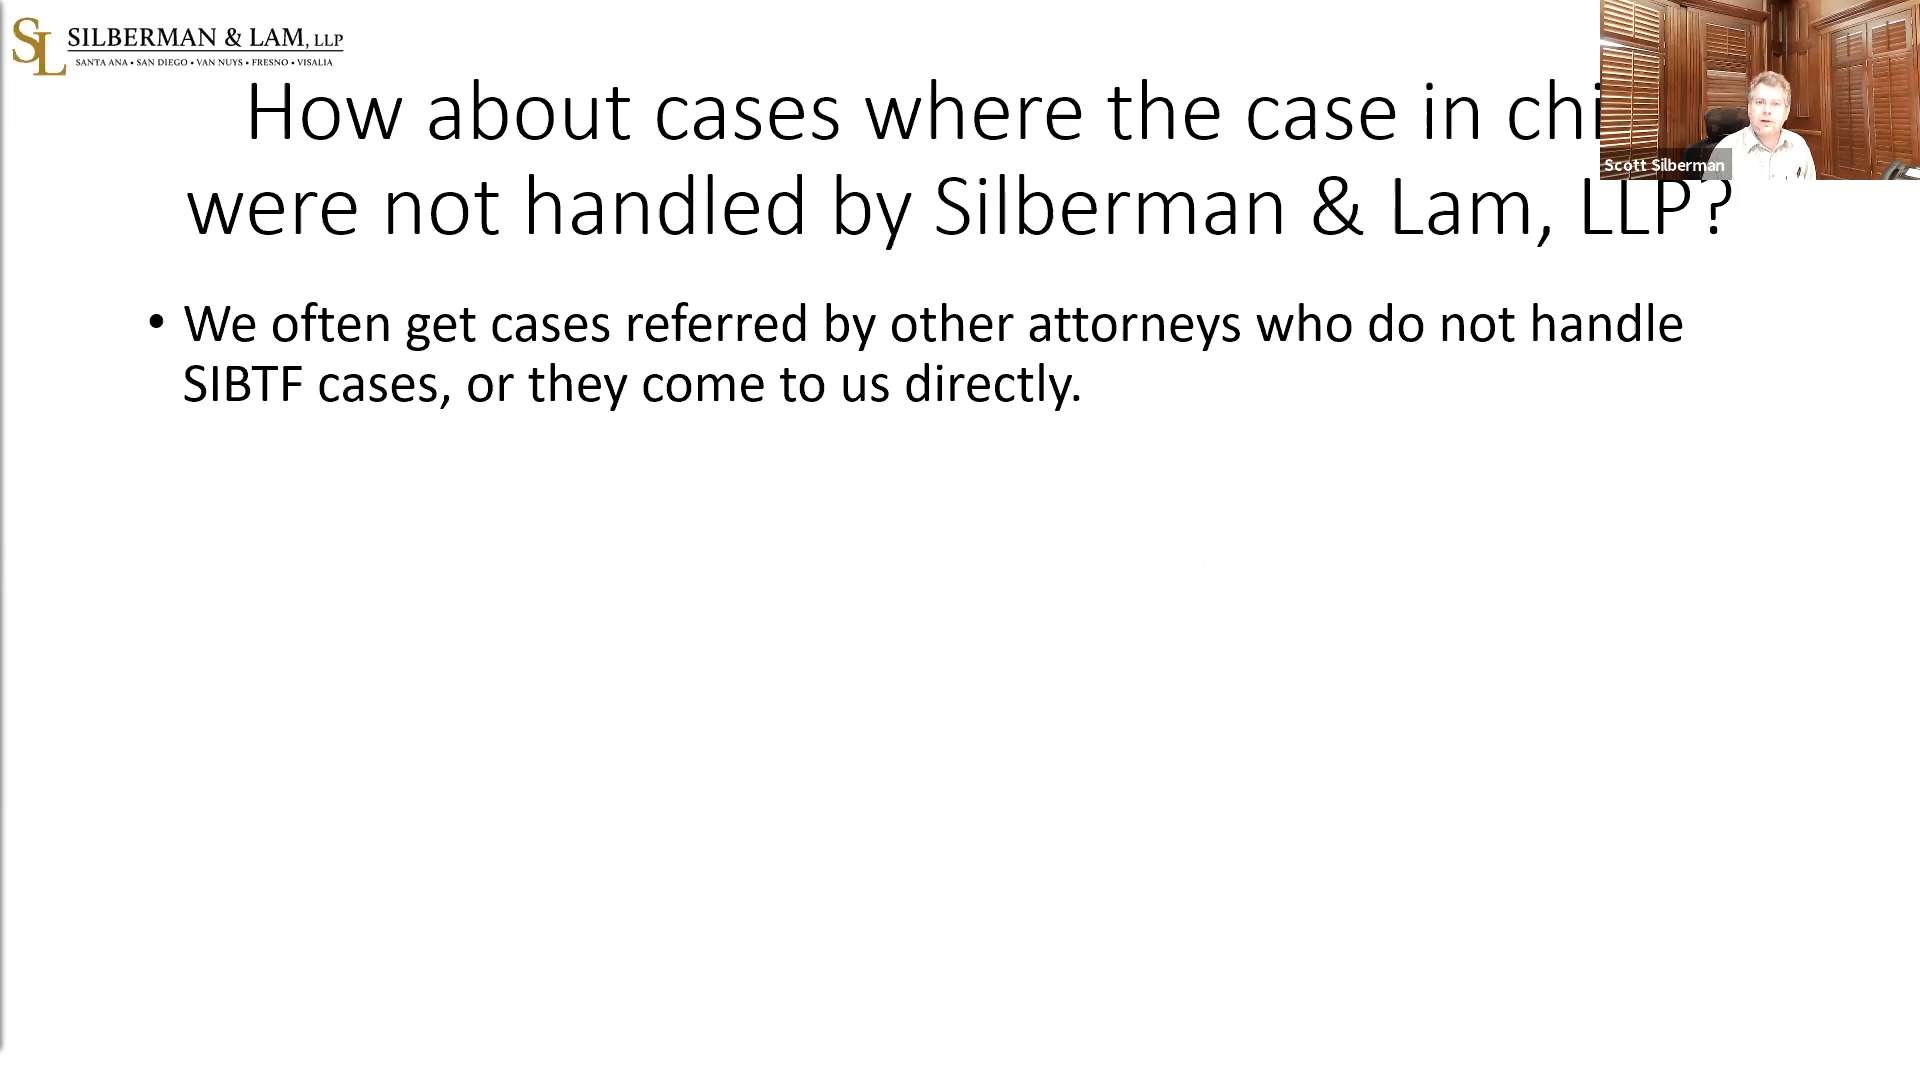 SL SILBERMAN & LAM, LLP
SANTA ANA • SAN DIEGO • VAN NUYS • FRESNO • VISALIA
How about cases where the case in
were not handled by Silberman & Lam, LLP?
Scott Silberman
• We often get cases referred by other attorneys who do not handle
SIBTF cases, or they come to us directly.